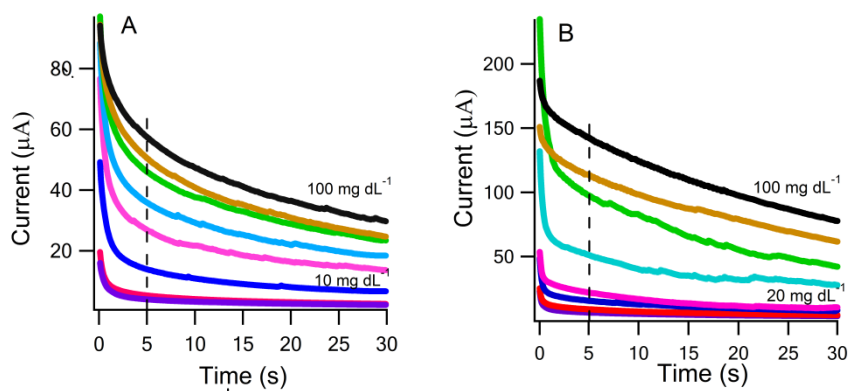 A
Current (µA)
80
60
40
20
100 mg dL⁻¹
10 mg dL⁻¹
0 5 10 15 20 25 30
Time (s)
B
Current (µA)
200
150
100
50
100 mg dL⁻¹
20 mg dL⁻¹
0 5 10 15 20 25 30
Time (s)